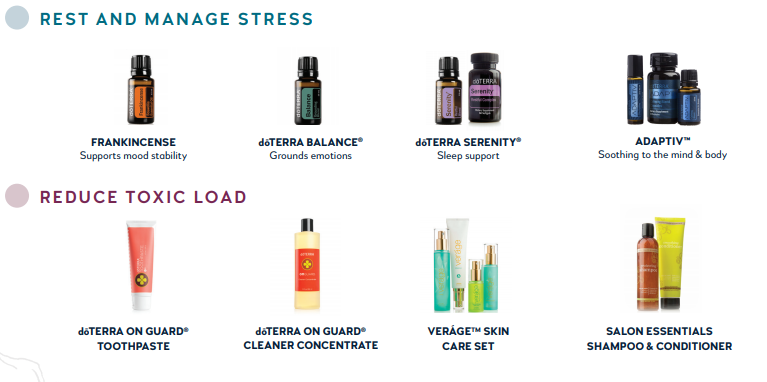 REST AND MANAGE STRESS
FRANKINCENSE
Supports mood stability
dōTERRA BALANCE®
Grounds emotions
dōTERRA SERENITY®
Sleep support
ADAPTIV™
Soothing to the mind & body
REDUCE TOXIC LOAD
dōTERRA ON GUARD®
TOOTHPASTE
dōTERRA ON GUARD®
CLEANER CONCENTRATE
VERÁGE™ SKIN
CARE SET
SALON ESSENTIALS
SHAMPOO & CONDITIONER